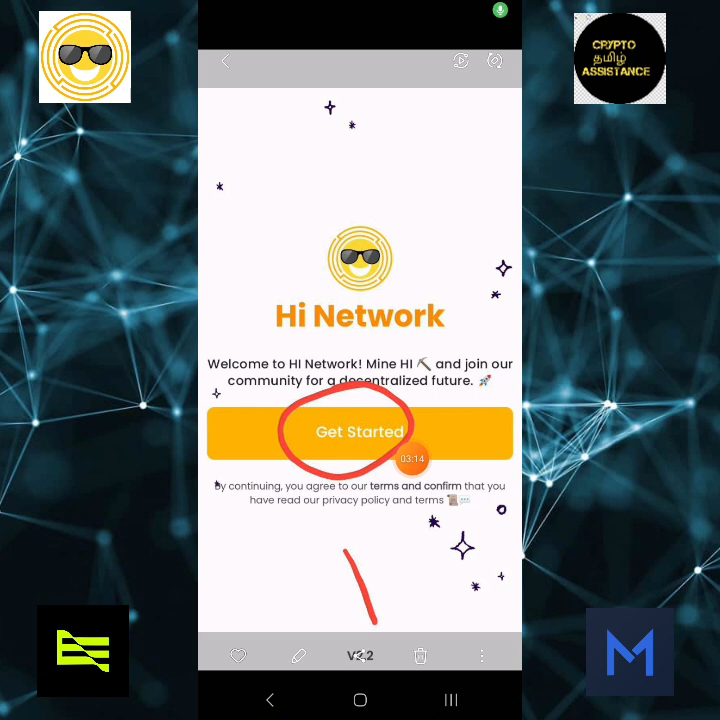 CRYPTO
தமிழ்
ASSISTANCE
Hi Network
Welcome to HI Network! Mine HI ⛏️ and join our
community for a decentralized future. 🚀
Get Started
03:14
By continuing, you agree to our terms and confirm that you
have read our privacy policy and terms 📜💬